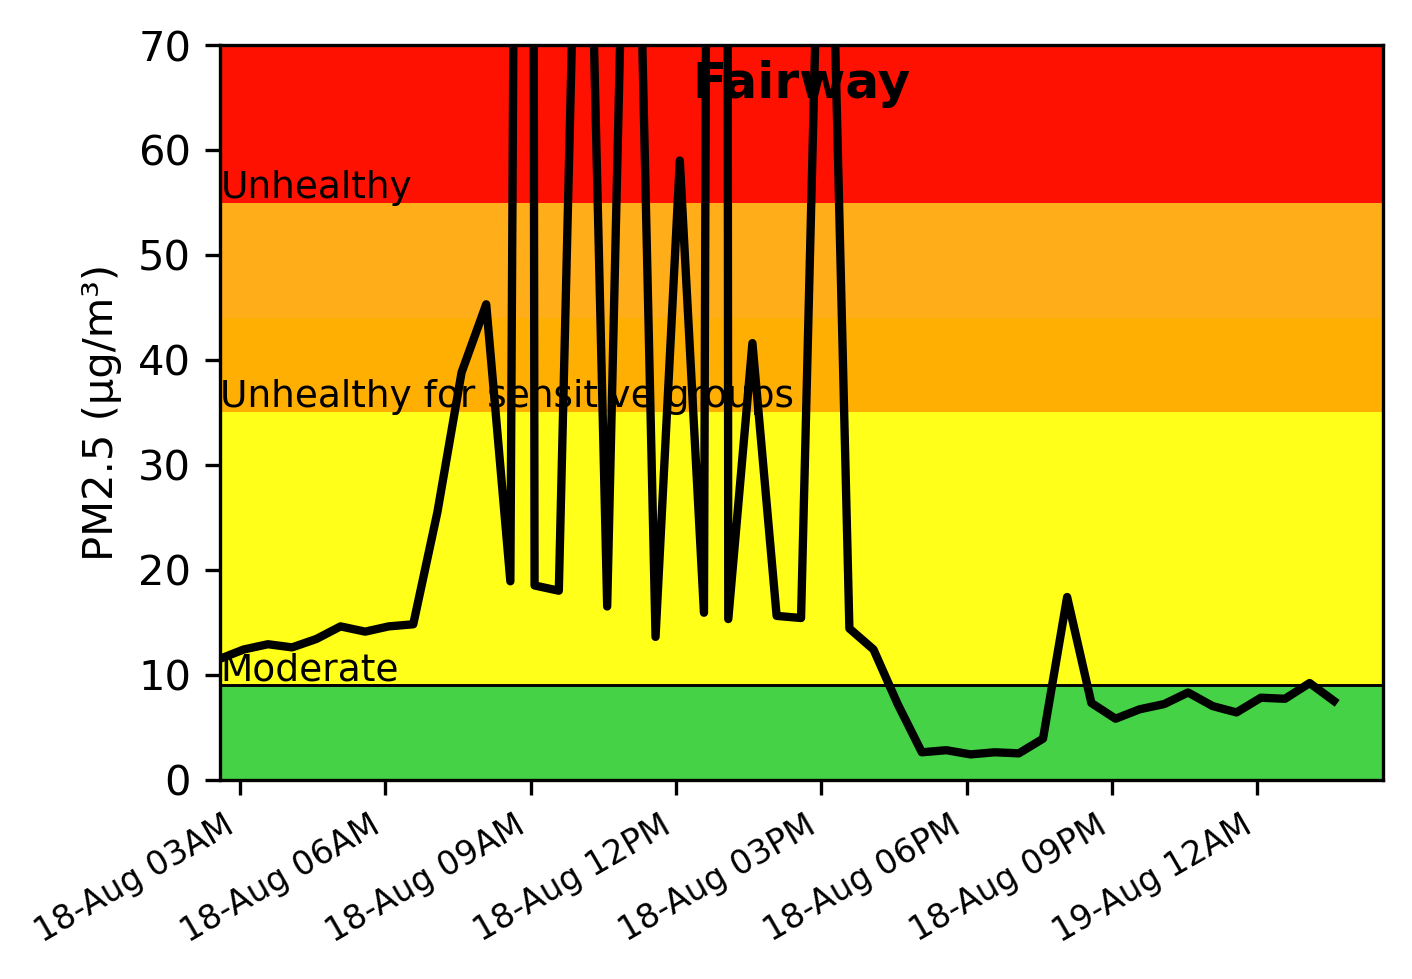 Fairway
70
60
50
40
30
20
10
0
PM2.5 (µg/m³)
Unhealthy
Unhealthy for sensitive groups
Moderate
18-Aug 03AM
18-Aug 06AM
18-Aug 09AM
18-Aug 12PM
18-Aug 03PM
18-Aug 06PM
18-Aug 09PM
19-Aug 12AM